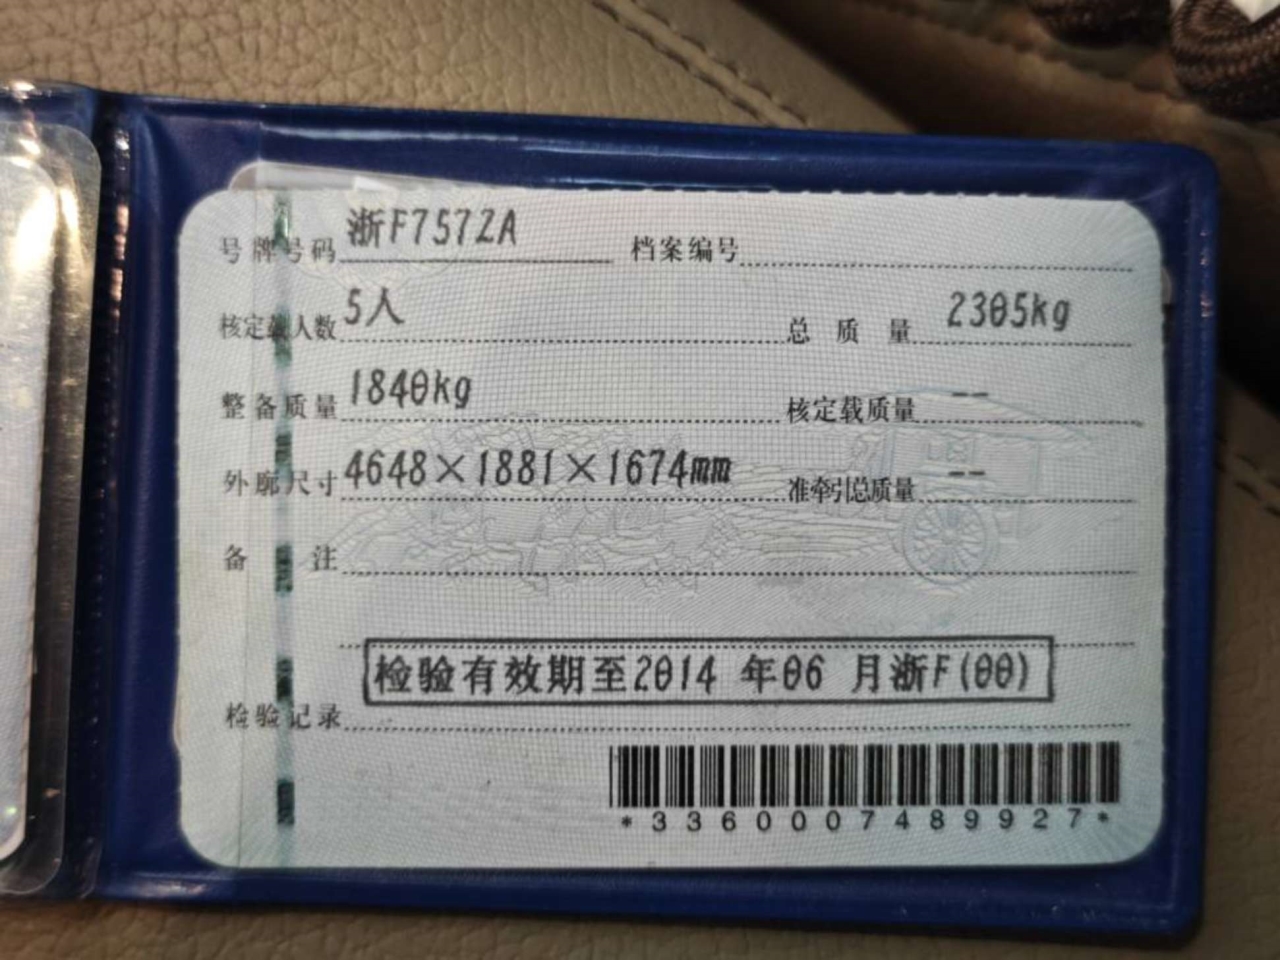 号牌号码 浙F757ZA 档案编号
核定载人数 5人 总质量 2305kg
整备质量 1840kg 核定载质量 --
外廓尺寸 4648×1881×1674mm 准牵引总质量 --
备注
检验有效期至2014 年06 月浙F(00)
检验记录
*3360007489927*